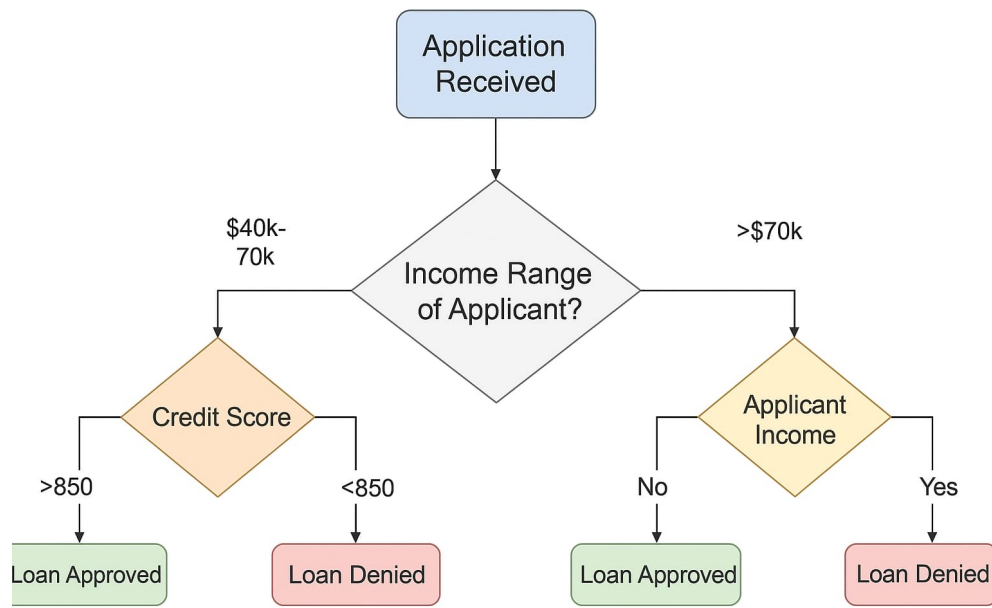 Application
Received
$40k-
70k
>$70k
Income Range
of Applicant?
Credit Score
Applicant
Income
>850
<850
No
Yes
Loan Approved
Loan Denied
Loan Approved
Loan Denied